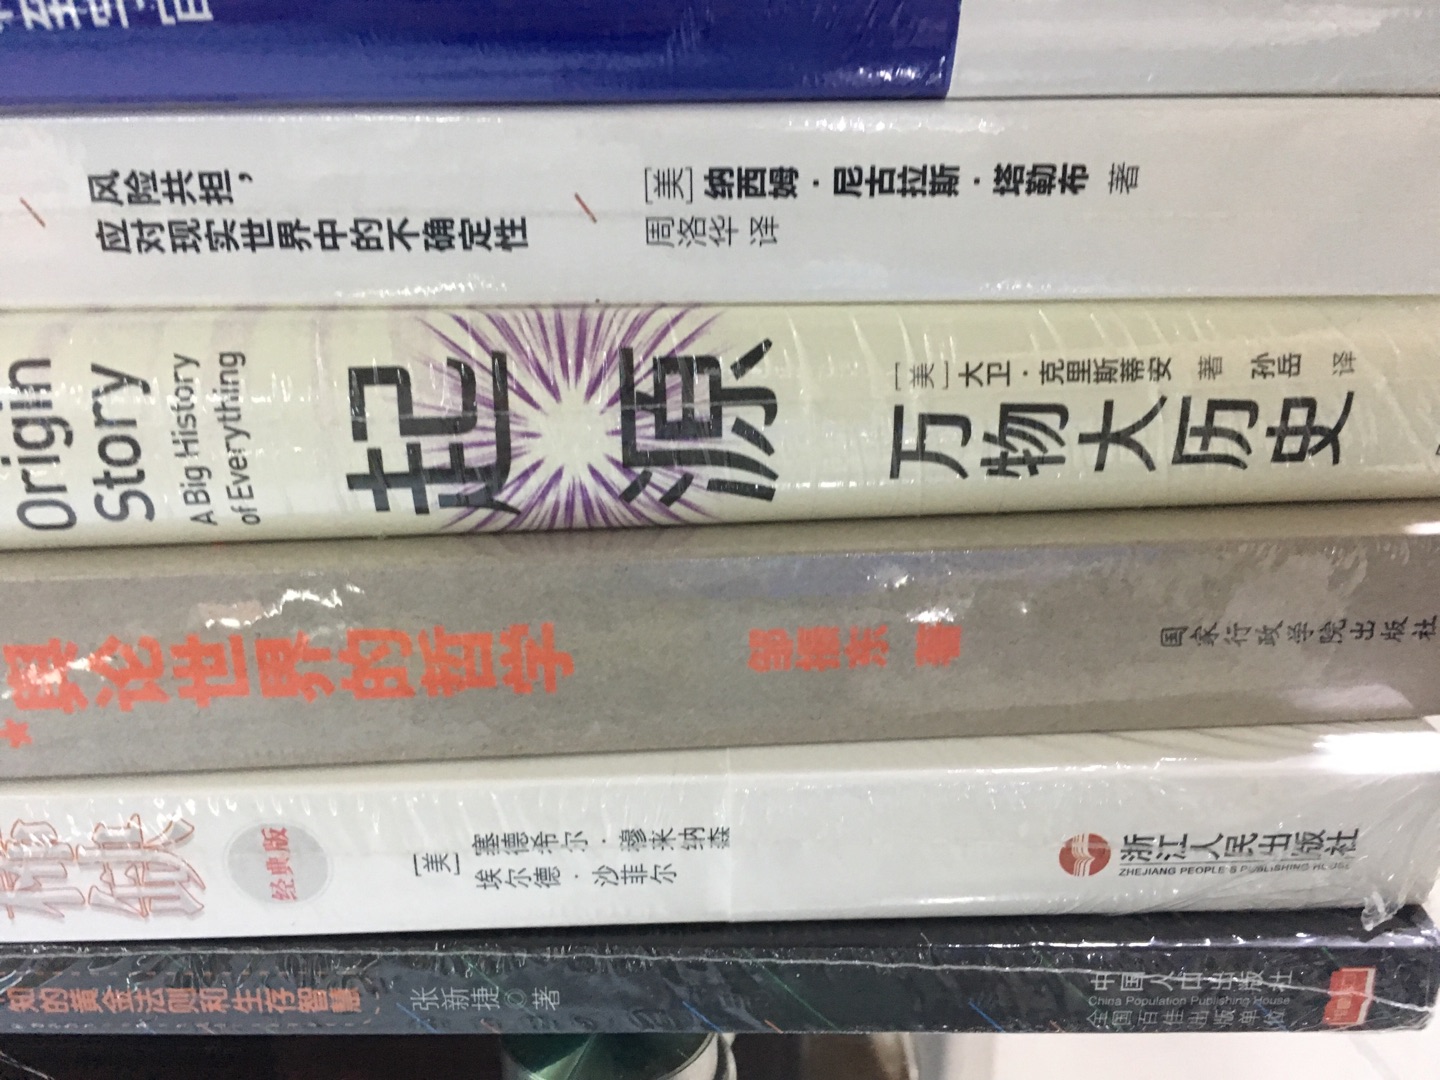 风险共担，
应对现实世界中的不确定性
[美] 纳西姆·尼古拉斯·塔勒布 著
周洛华 译
Origin
Story
A Big History
of Everything
起源
[美] 大卫·克里斯蒂安 著 孙岳 译
万物大历史
舆论世界的哲学
邹振东 著
国家行政学院出版社
稀缺
经典版
[美] 塞德希尔·穆来纳森
埃尔德·沙菲尔
浙江人民出版社
ZHEJIANG PEOPLE'S PUBLISHING HOUSE
的黄金法则和生存智慧
张新捷◎著
中国人口出版社
China Population Publishing House
全国百佳出版单位